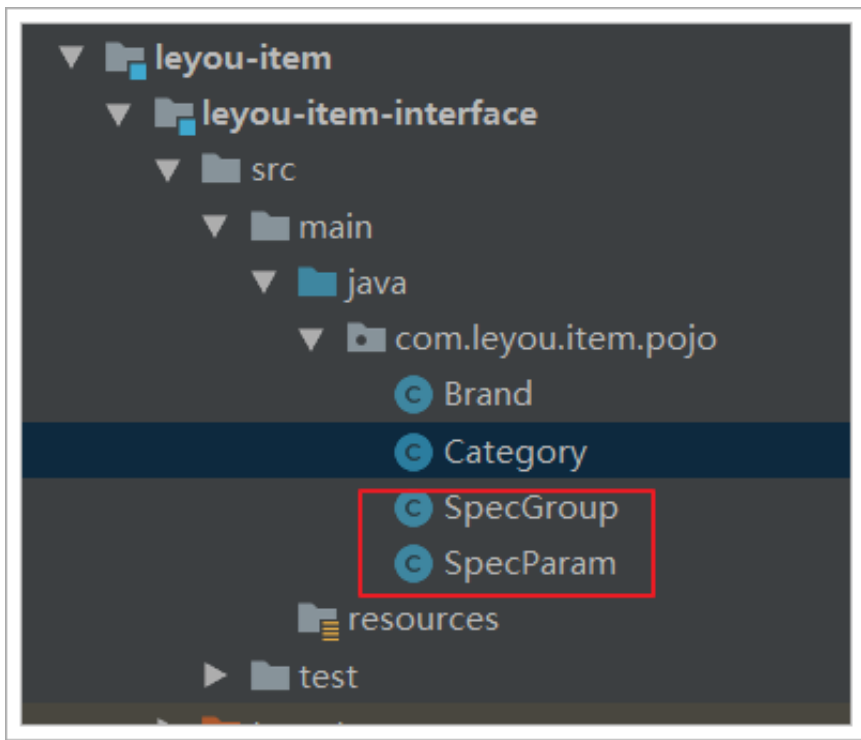 leyou-item
leyou-item-interface
src
main
java
com.leyou.item.pojo
C Brand
C Category
C SpecGroup
C SpecParam
resources
test